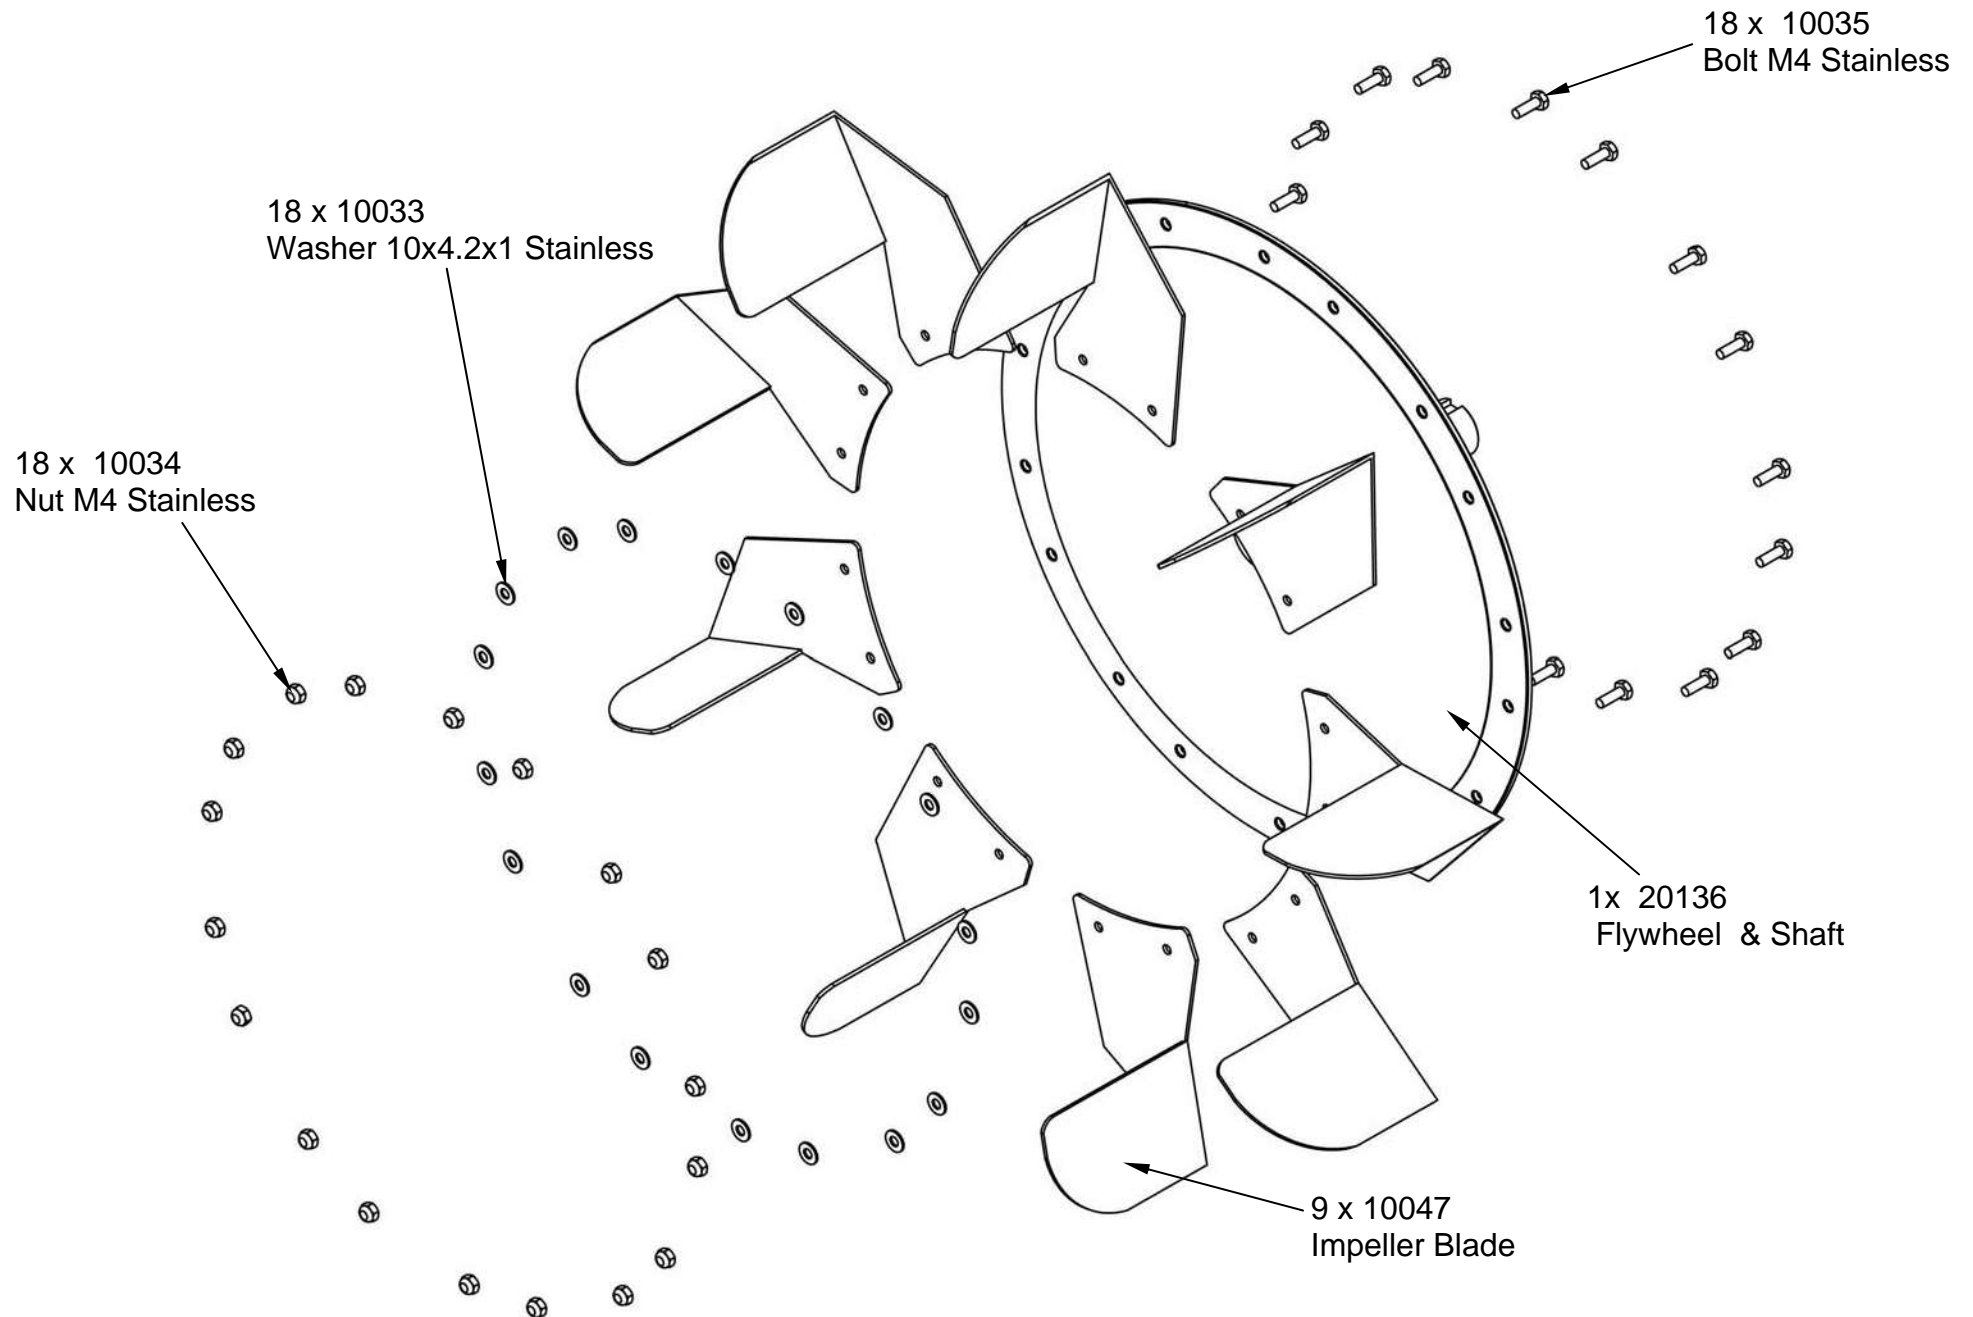 18 x  10035
Bolt M4 Stainless
18 x 10033
Washer 10x4.2x1 Stainless
18 x  10034
Nut M4 Stainless
1x  20136
Flywheel  & Shaft
9 x 10047
Impeller Blade